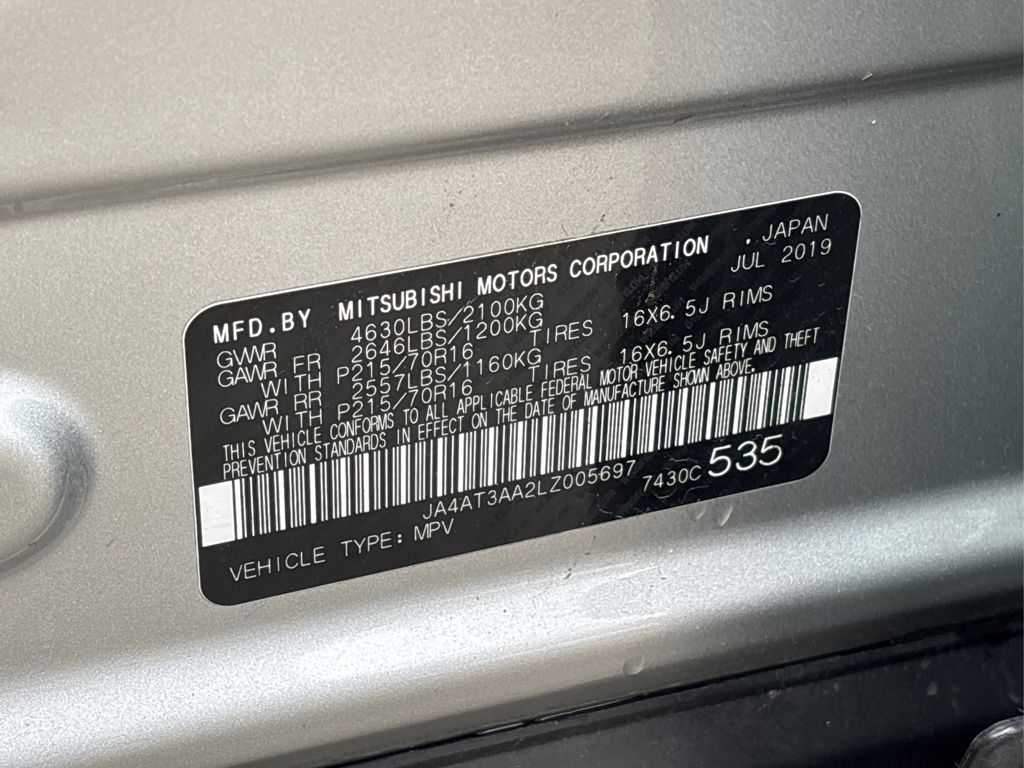 MFD.BY MITSUBISHI MOTORS CORPORATION . JAPAN
JUL 2019
GVWR 4630LBS/2100KG
GAWR FR 2646LBS/1200KG
WITH P215/70R16 TIRES 16X6.5J RIMS
GAWR RR 2557LBS/1160KG
WITH P215/70R16 TIRES 16X6.5J RIMS
THIS VEHICLE CONFORMS TO ALL APPLICABLE FEDERAL MOTOR VEHICLE SAFETY AND THEFT
PREVENTION STANDARDS IN EFFECT ON THE DATE OF MANUFACTURE SHOWN ABOVE.
JA4AT3AA2LZ005697 7430C 535
VEHICLE TYPE: MPV